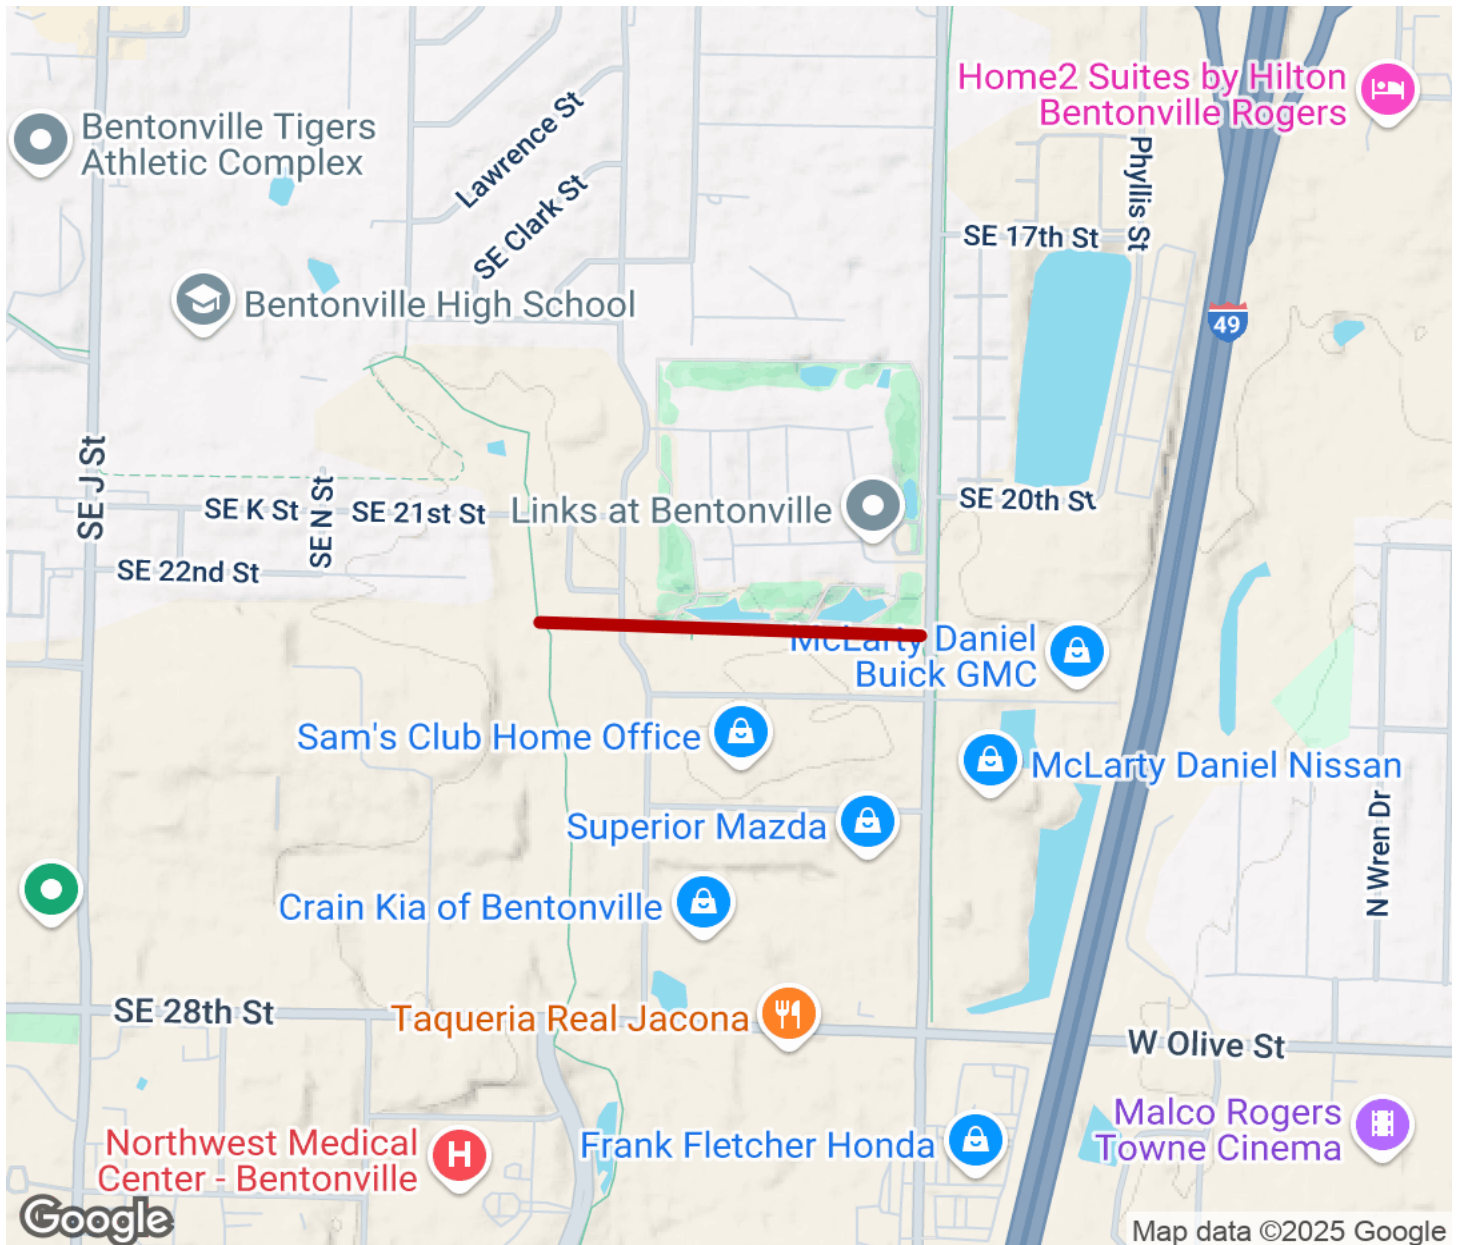 Home2 Suites by Hilton
Bentonville Rogers
Bentonville Tigers
Athletic Complex
Lawrence St
Phyllis St
SE Clark St
SE 17th St
Bentonville High School
49
SE J St
SE K St
SE N St
SE 21st St
Links at Bentonville
SE 20th St
SE 22nd St
McLarty Daniel
Buick GMC
Sam's Club Home Office
McLarty Daniel Nissan
Superior Mazda
N Wren Dr
Crain Kia of Bentonville
SE 28th St
Taqueria Real Jacona
W Olive St
Malco Rogers
Towne Cinema
Northwest Medical
Center - Bentonville
H
Frank Fletcher Honda
Google
Map data ©2025 Google